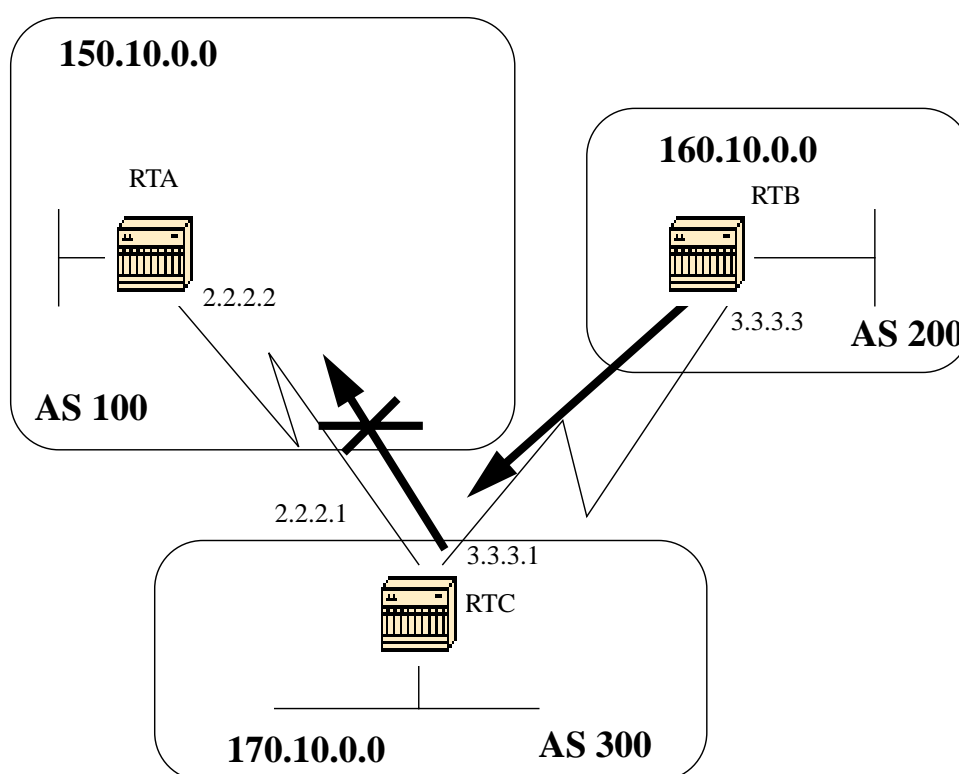 150.10.0.0
160.10.0.0
RTA
RTB
2.2.2.2
3.3.3.3
AS 200
AS 100
2.2.2.1
3.3.3.1
RTC
170.10.0.0
AS 300